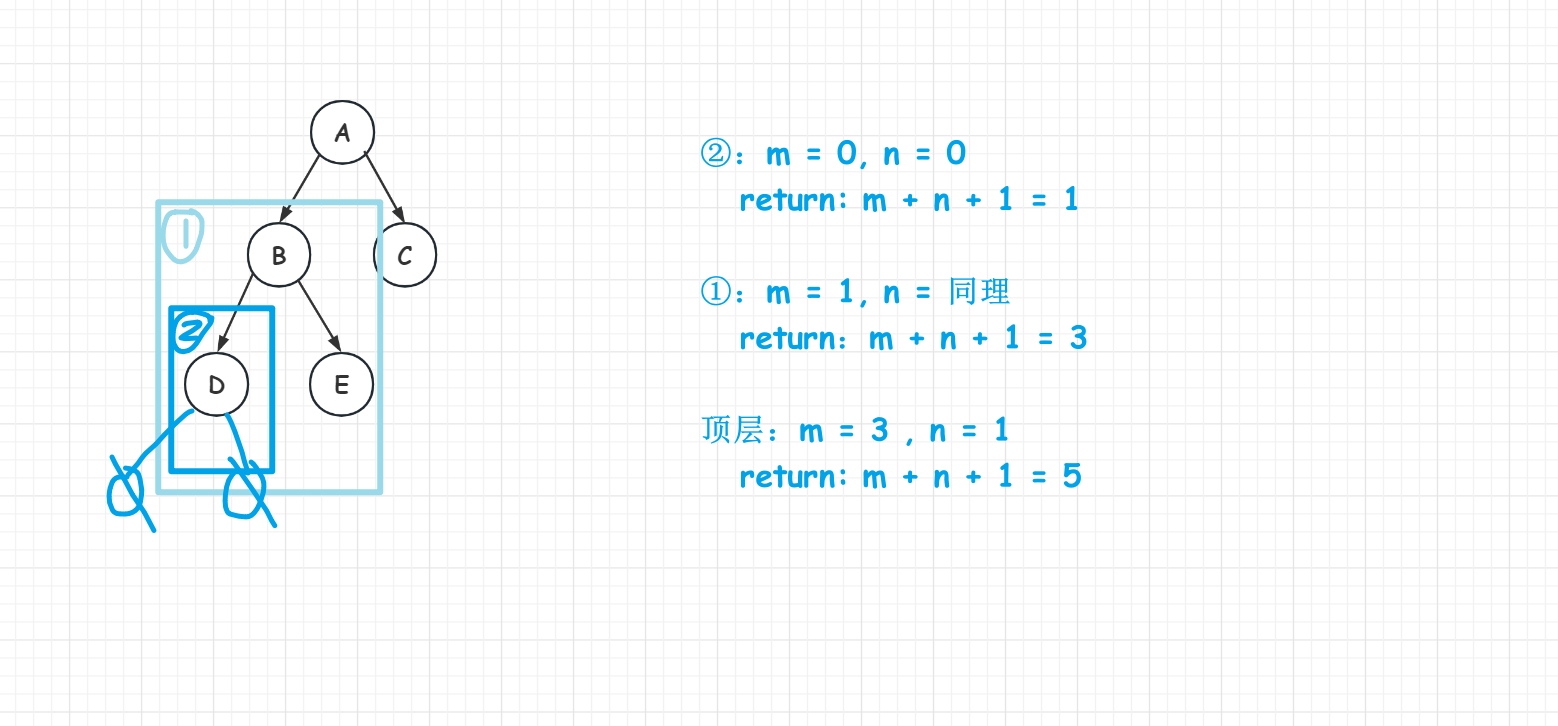 A
①
B
C
②
D
E
②: m = 0, n = 0
return: m + n + 1 = 1
①: m = 1, n = 同理
return: m + n + 1 = 3
顶层: m = 3 , n = 1
return: m + n + 1 = 5